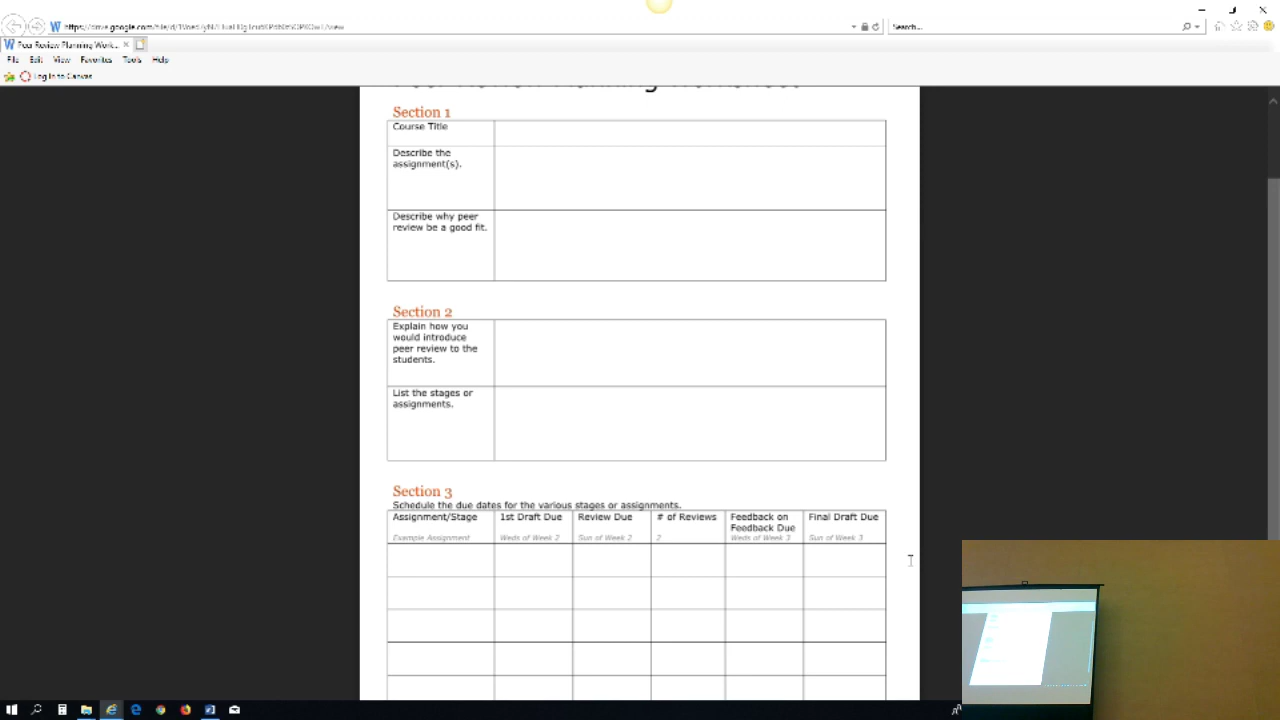 Search...
Peer Review Planning Work...
File Edit View Favorites Tools Help
Log In to Canvas
Section 1
Course Title
Describe the
assignment(s).
Describe why peer
review be a good fit.
Section 2
Explain how you
would introduce
peer review to the
students.
List the stages or
assignments.
Section 3
Schedule the due dates for the various stages or assignments.
Assignment/Stage 1st Draft Due Review Due # of Reviews Feedback on Final Draft Due
Feedback Due
Example Assignment Weds of Week 2 Sun of Week 2 2 Weds of Week 3 Sun of Week 3